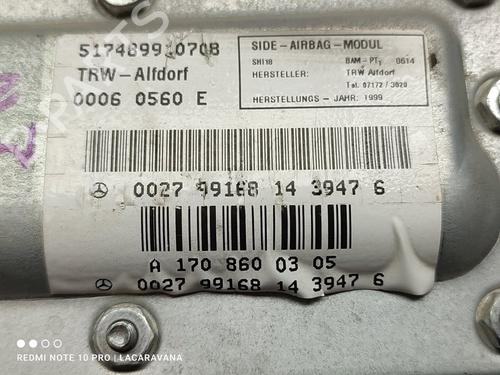 517489910708
TRW-Alfdorf
0006 0560 E
SIDE-AIRBAG-MODUL
SHI18 BAM-PT₁ 0614
HERSTELLER: TRW Alfdorf
Tel. 07172 / 3020
HERSTELLUNGS-JAHR: 1999
0027 99168 14 3947 6
A 170 860 03 05
0027 99168 14 3947 6
REDMI NOTE 10 PRO | LACARAVANA